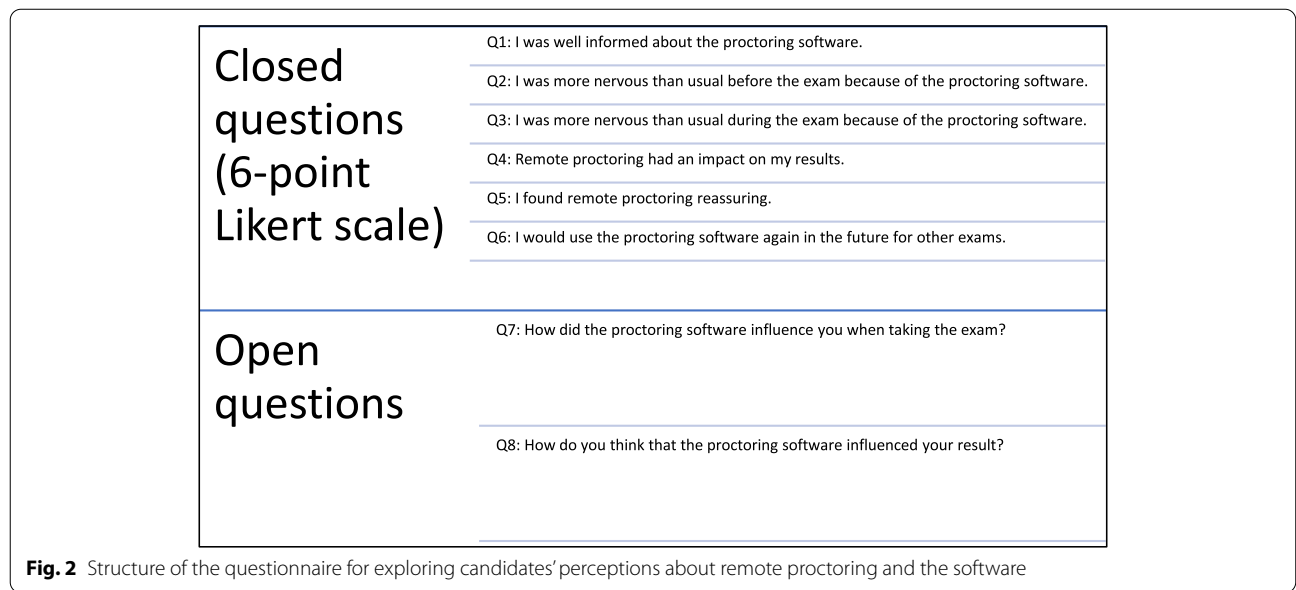 Closed
questions
(6-point
Likert scale)
Q1: I was well informed about the proctoring software.
Q2: I was more nervous than usual before the exam because of the proctoring software.
Q3: I was more nervous than usual during the exam because of the proctoring software.
Q4: Remote proctoring had an impact on my results.
Q5: I found remote proctoring reassuring.
Q6: I would use the proctoring software again in the future for other exams.
Open
questions
Q7: How did the proctoring software influence you when taking the exam?
Q8: How do you think that the proctoring software influenced your result?
Fig. 2 Structure of the questionnaire for exploring candidates’ perceptions about remote proctoring and the software